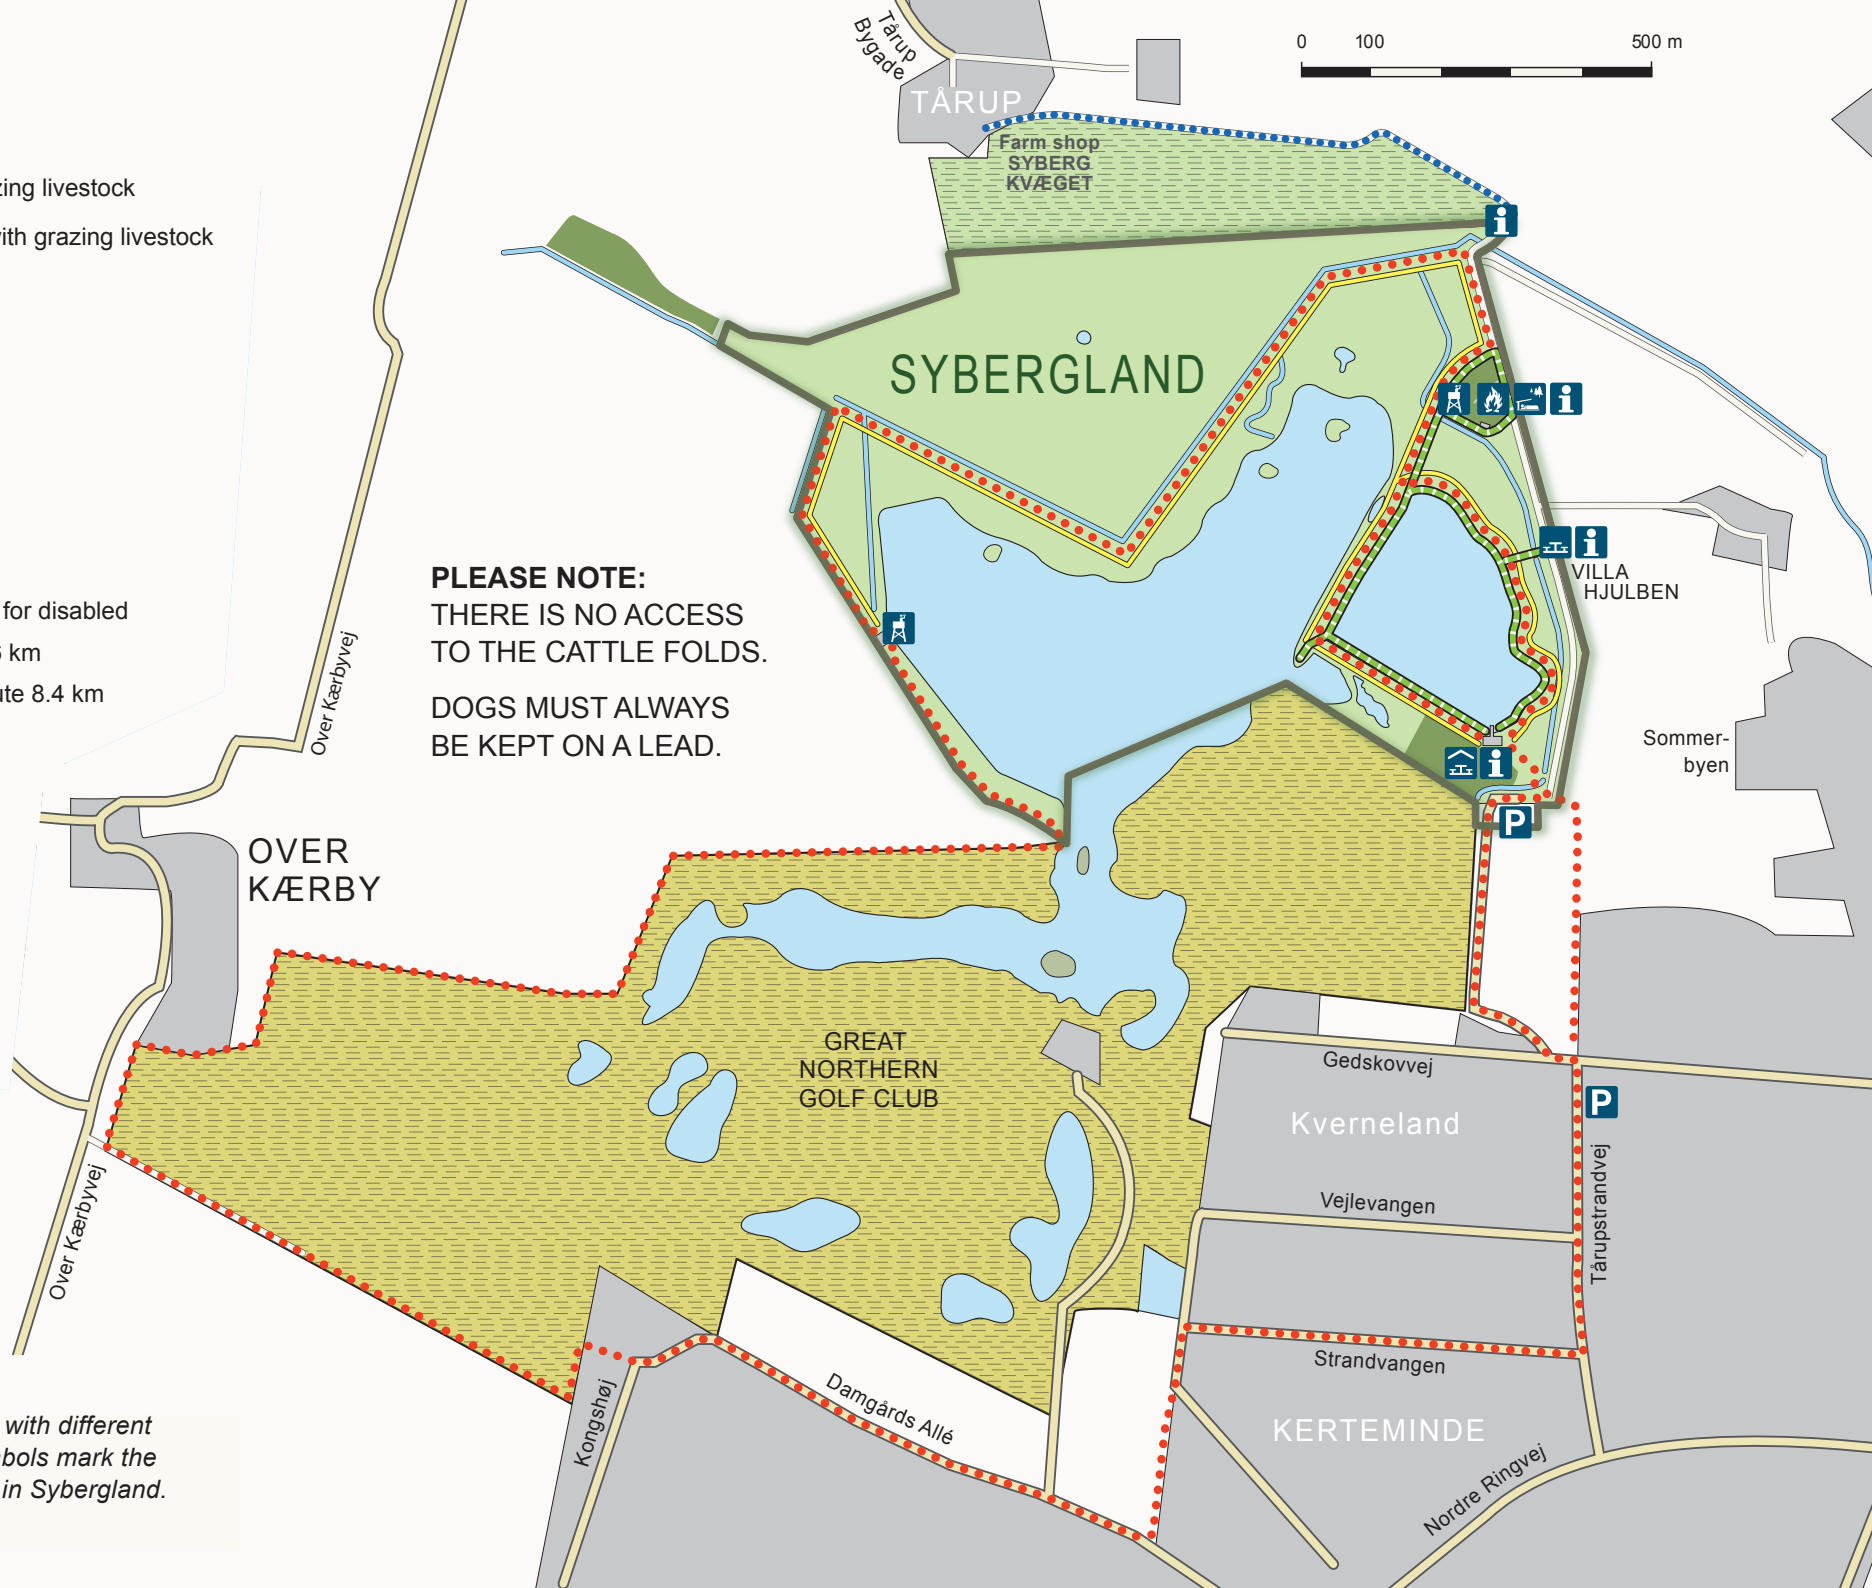 Tårup
Bygade
TÅRUP
0 100 500 m
Farm shop
SYBERG
KVÆGET
zing livestock
with grazing livestock
SYBERGLAND
VILLA
HJULBEN
PLEASE NOTE:
THERE IS NO ACCESS
TO THE CATTLE FOLDS.
DOGS MUST ALWAYS
BE KEPT ON A LEAD.
for disabled
km
ute 8.4 km
Over Kærbyvej
Sommer-
byen
P
OVER
KÆRBY
GREAT
NORTHERN
GOLF CLUB
Gedskovvej
P
Kverneland
Tårupstrandvej
Vejlevangen
Over Kærbyvej
Strandvangen
Kongshøj
Damgårds Allé
KERTEMINDE
Nordre Ringvej
with different
bols mark the
in Sybergland.